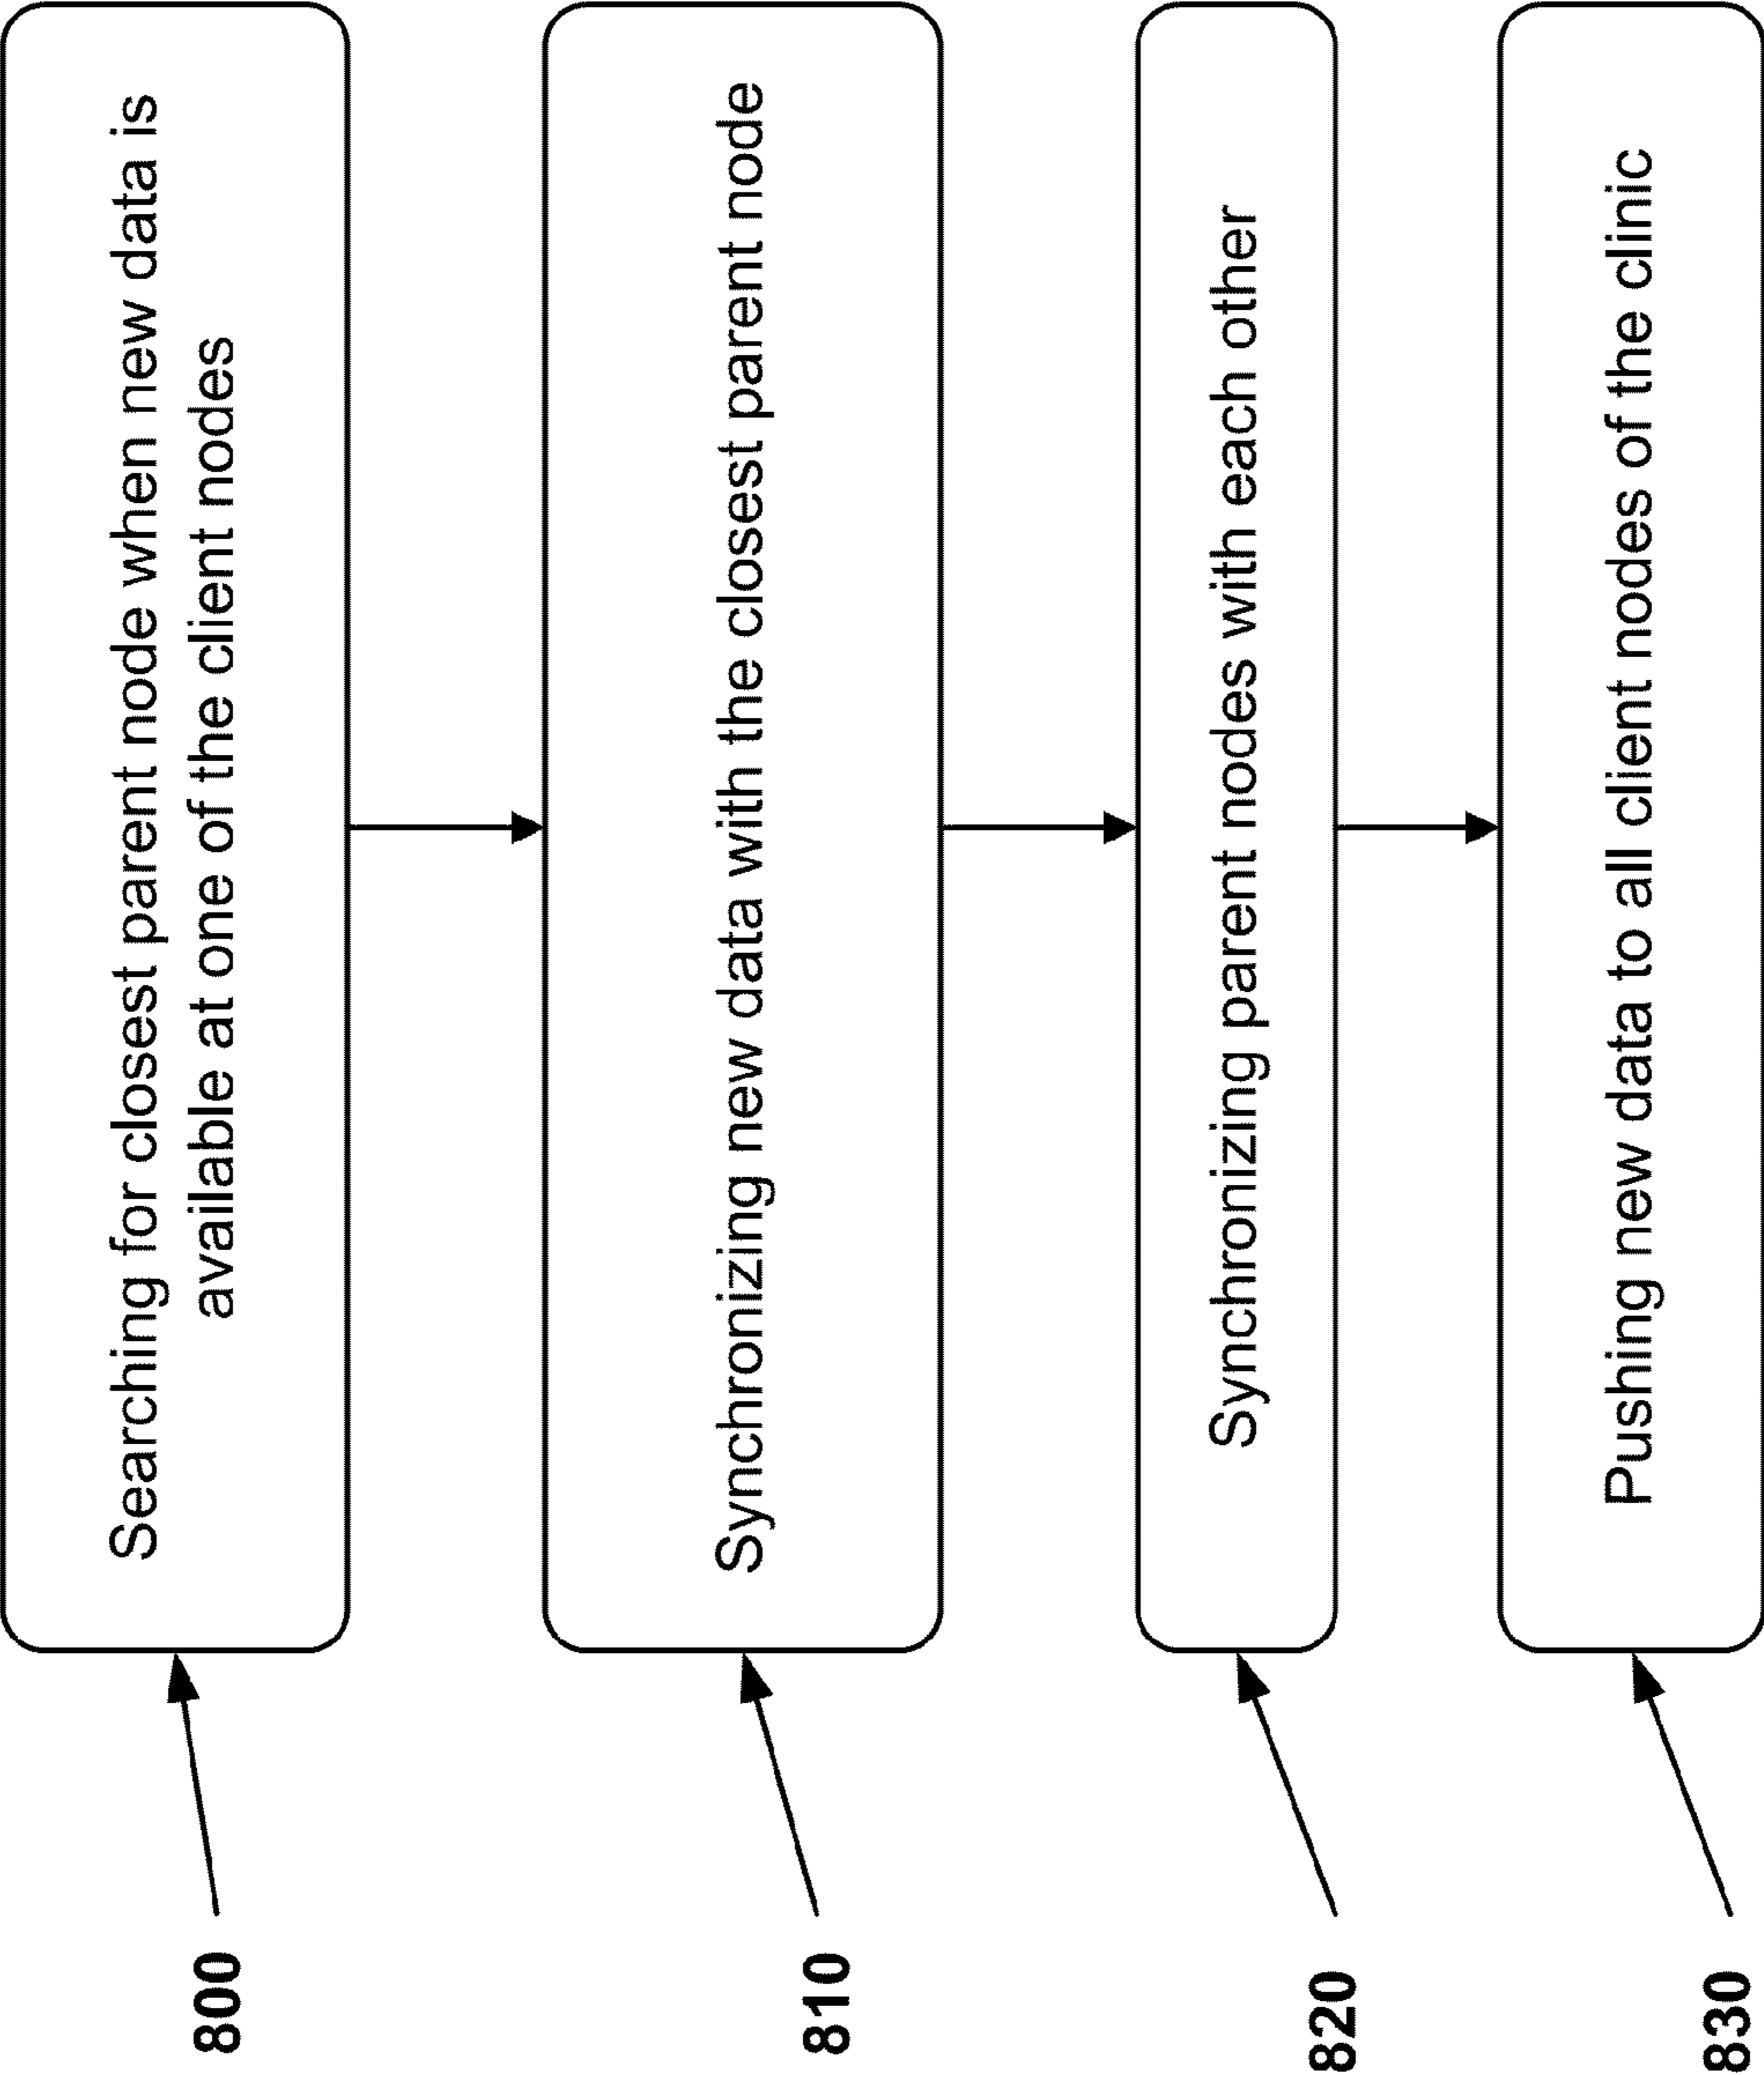 800
Searching for closest parent node when new data is
available at one of the client nodes
810
Synchronizing new data with the closest parent node
820
Synchronizing parent nodes with each other
830
Pushing new data to all client nodes of the clinic